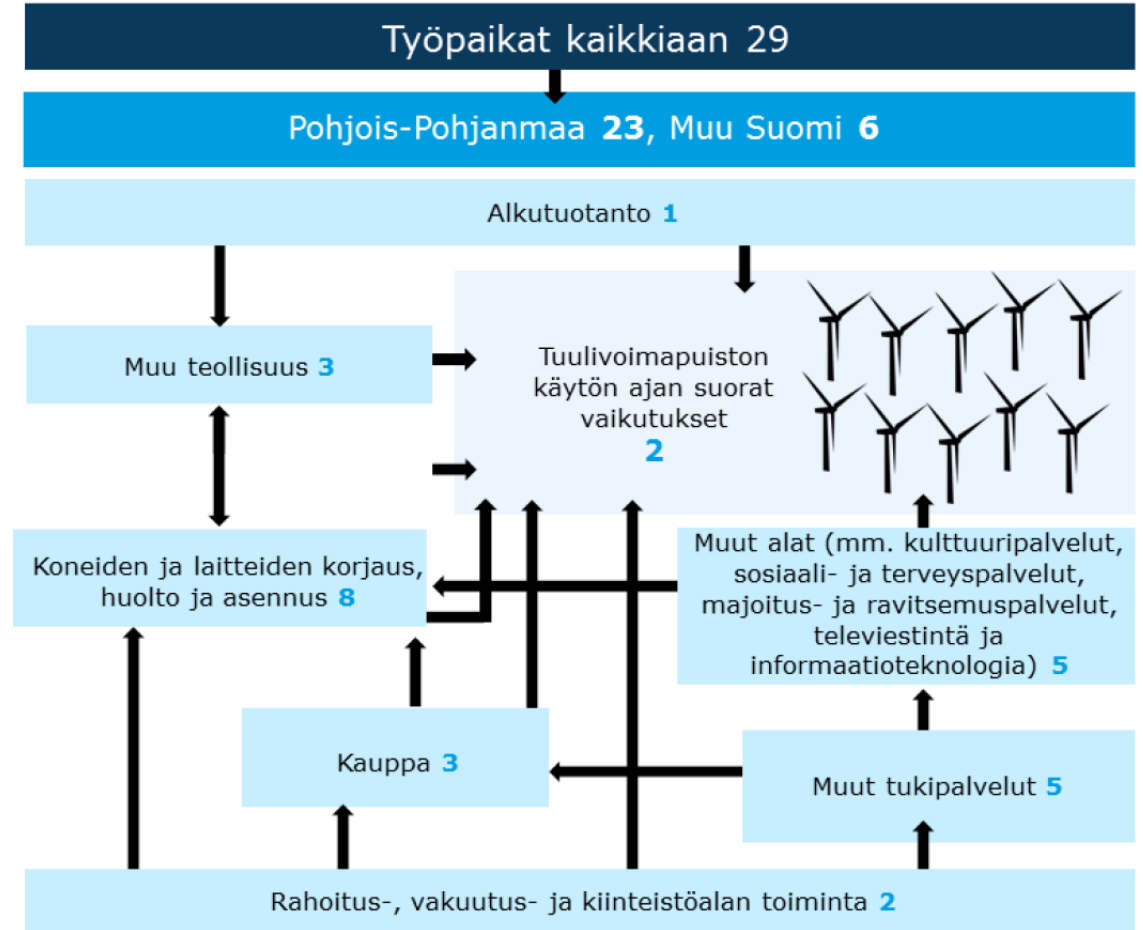 Työpaikat kaikkiaan 29
Pohjois-Pohjanmaa 23, Muu Suomi 6
Alkutuotanto 1
Muu teollisuus 3
Tuulivoimapuiston
käytön ajan suorat
vaikutukset
2
Koneiden ja laitteiden korjaus,
huolto ja asennus 8
Muut alat (mm. kulttuuripalvelut,
sosiaali- ja terveyspalvelut,
majoitus- ja ravitsemuspalvelut,
televiestintä ja
informaatioteknologia) 5
Kauppa 3
Muut tukipalvelut 5
Rahoitus-, vakuutus- ja kiinteistöalan toiminta 2